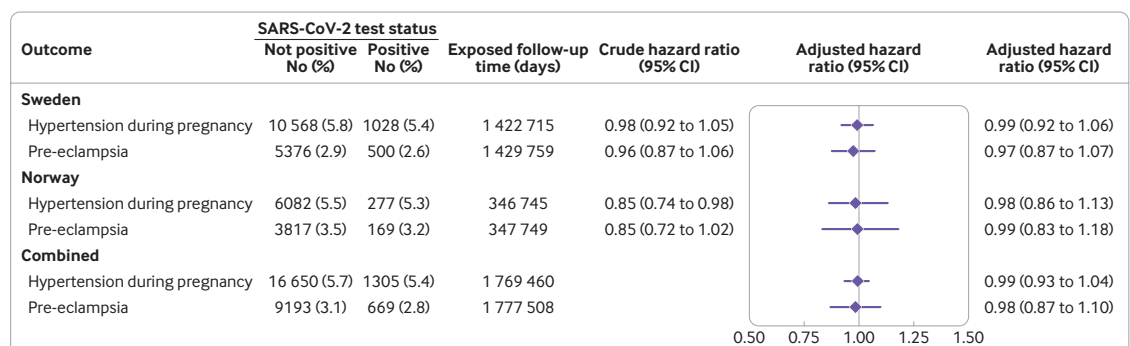 SARS-CoV-2 test status
Outcome Not positive No (%) Positive No (%) Exposed follow-up time (days) Crude hazard ratio (95% CI) Adjusted hazard ratio (95% CI) Adjusted hazard ratio (95% CI)
Sweden
Hypertension during pregnancy 10 568 (5.8) 1028 (5.4) 1 422 715 0.98 (0.92 to 1.05) 0.99 (0.92 to 1.06)
Pre-eclampsia 5376 (2.9) 500 (2.6) 1 429 759 0.96 (0.87 to 1.06) 0.97 (0.87 to 1.07)
Norway
Hypertension during pregnancy 6082 (5.5) 277 (5.3) 346 745 0.85 (0.74 to 0.98) 0.98 (0.86 to 1.13)
Pre-eclampsia 3817 (3.5) 169 (3.2) 347 749 0.85 (0.72 to 1.02) 0.99 (0.83 to 1.18)
Combined
Hypertension during pregnancy 16 650 (5.7) 1305 (5.4) 1 769 460 0.99 (0.93 to 1.04)
Pre-eclampsia 9193 (3.1) 669 (2.8) 1 777 508 0.98 (0.87 to 1.10)
0.50 0.75 1.00 1.25 1.50